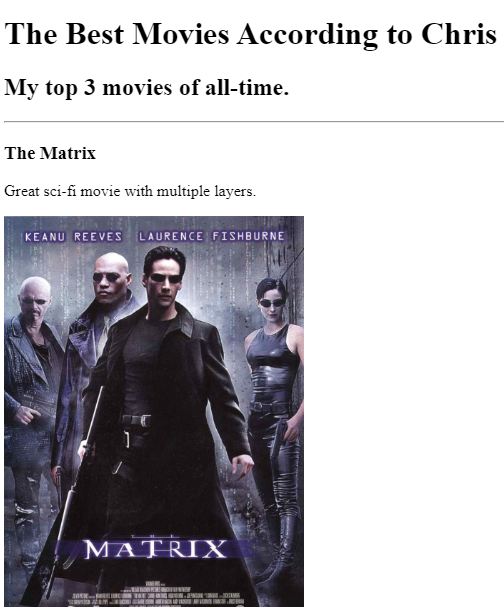 The Best Movies According to Chris
My top 3 movies of all-time.
The Matrix
Great sci-fi movie with multiple layers.
KEANU REEVES LAURENCE FISHBURNE
THE
MATRIX